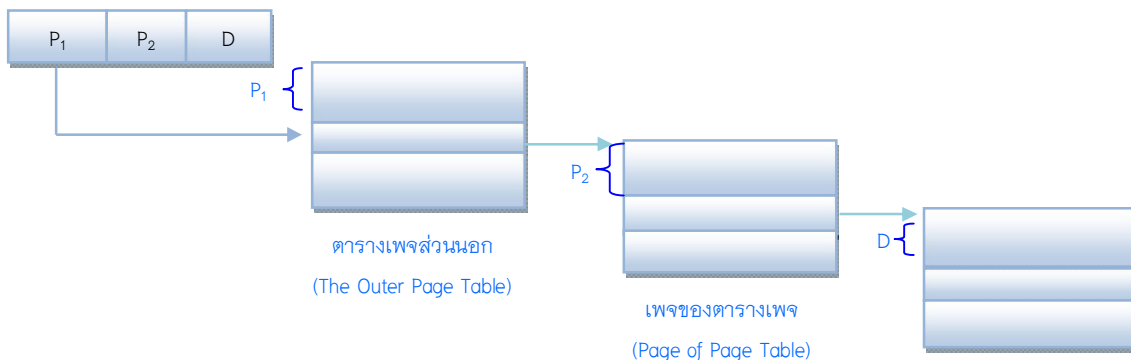 P₁ P₂ D
P₁
P₂
D
ตารางเพจส่วนนอก
(The Outer Page Table)
เพจของตารางเพจ
(Page of Page Table)